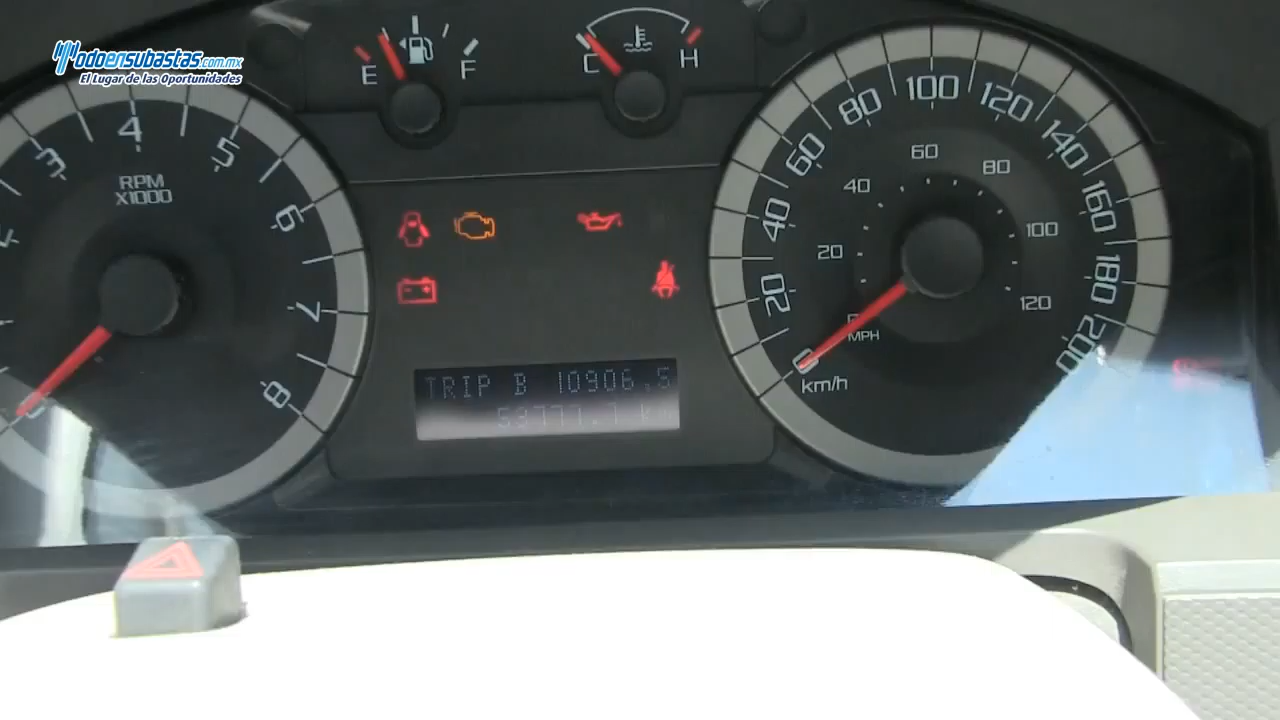 Todoensubastas.com.mx
El Lugar de las Oportunidades
E
F
C
H
3
4
5
6
7
8
RPM
X1000
0
20
40
60
80
100
120
140
160
180
200
km/h
20
40
60
80
100
120
MPH
TRIP B 10906.5
53777.1